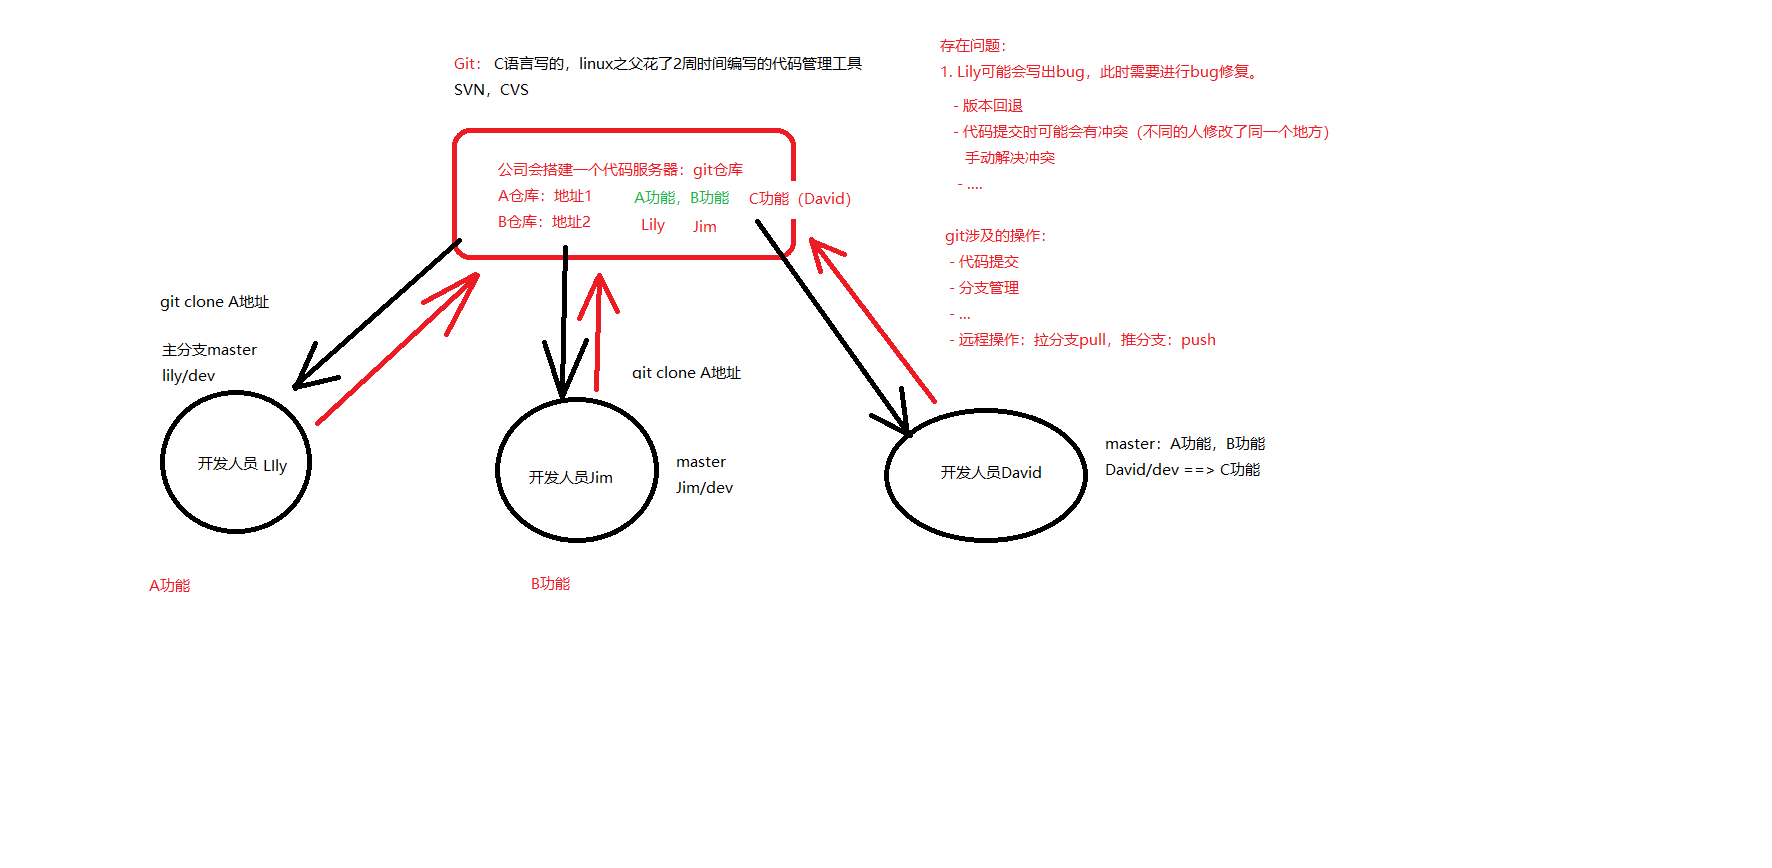 Git： C语言写的，linux之父花了2周时间编写的代码管理工具
SVN，CVS
公司会搭建一个代码服务器：git仓库
A仓库：地址1
B仓库：地址2
A功能，B功能
C功能（David）
Lily
Jim
存在问题：
1. Lily可能会写出bug，此时需要进行bug修复。
- 版本回退
- 代码提交时可能会有冲突（不同的人修改了同一个地方）
手动解决冲突
- ....
git涉及的操作：
- 代码提交
- 分支管理
- ...
- 远程操作：拉分支pull，推分支：push
git clone A地址
主分支master
lily/dev
开发人员 LIly
A功能
git clone A地址
开发人员Jim
master
Jim/dev
B功能
开发人员David
master：A功能，B功能
David/dev ==> C功能